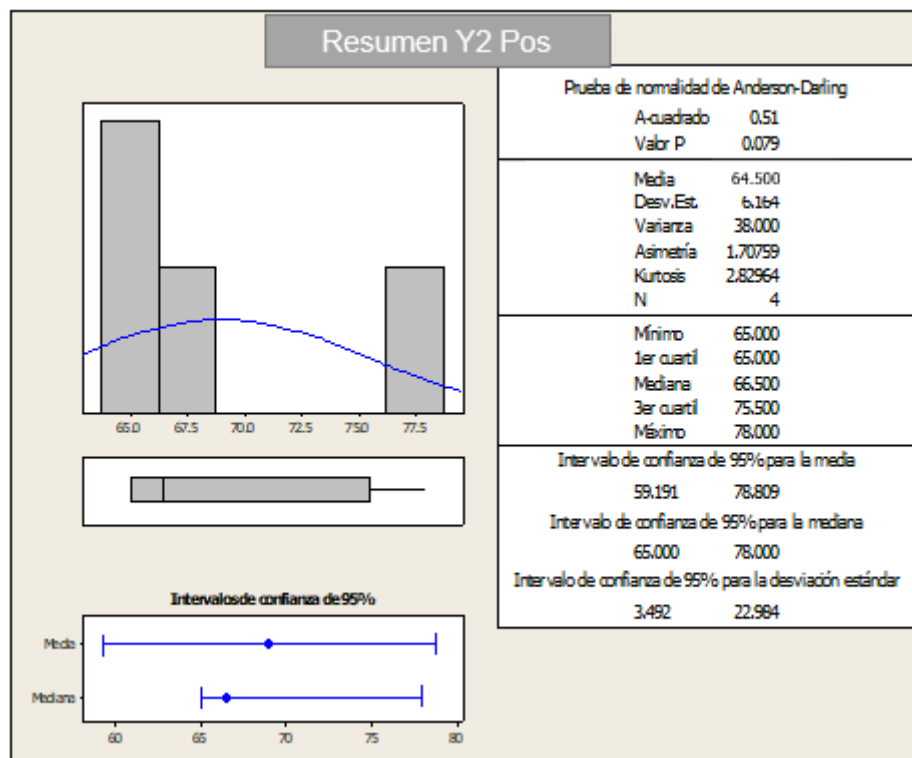 Resumen Y2 Pos
Prueba de normalidad de Anderson-Darling
A-cuadrado 0.51
Valor P 0.079
Media 64.500
Desv.Est. 6.164
Varianza 38.000
Asimetría 1.70759
Kurtosis 2.82964
N 4
Mínimo 65.000
1er cuartil 65.000
Mediana 66.500
3er cuartil 75.500
Máximo 78.000
Intervalo de confianza de 95% para la media
59.191 78.809
Intervalo de confianza de 95% para la mediana
65.000 78.000
Intervalo de confianza de 95% para la desviación estándar
3.492 22.984
65.0 67.5 70.0 72.5 75.0 77.5
Intervalos de confianza de 95%
Media
Mediana
60 65 70 75 80